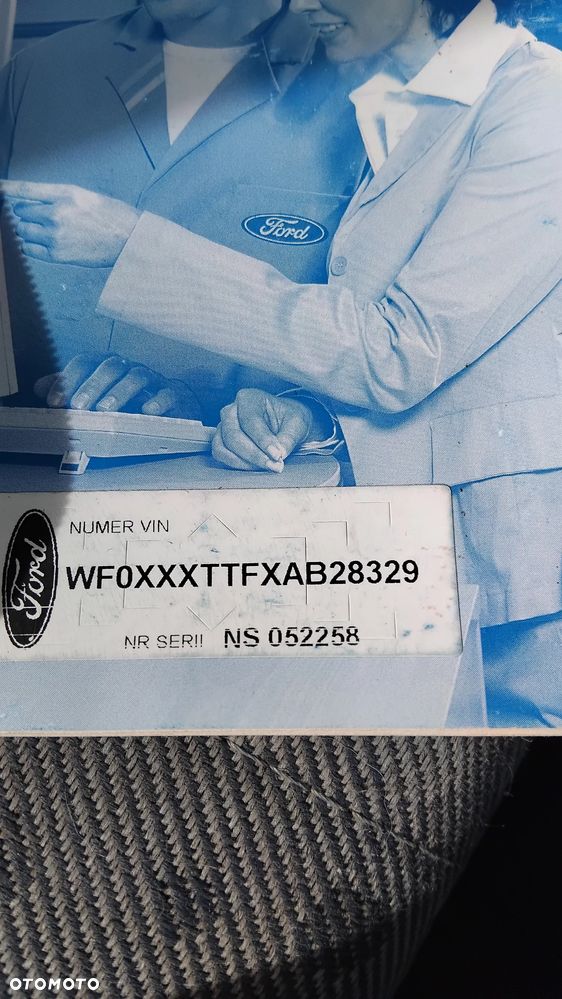 Ford
NUMER VIN
Ford
WF0XXXTTFXAB28329
NR SERII NS 052258
OTOMOTO